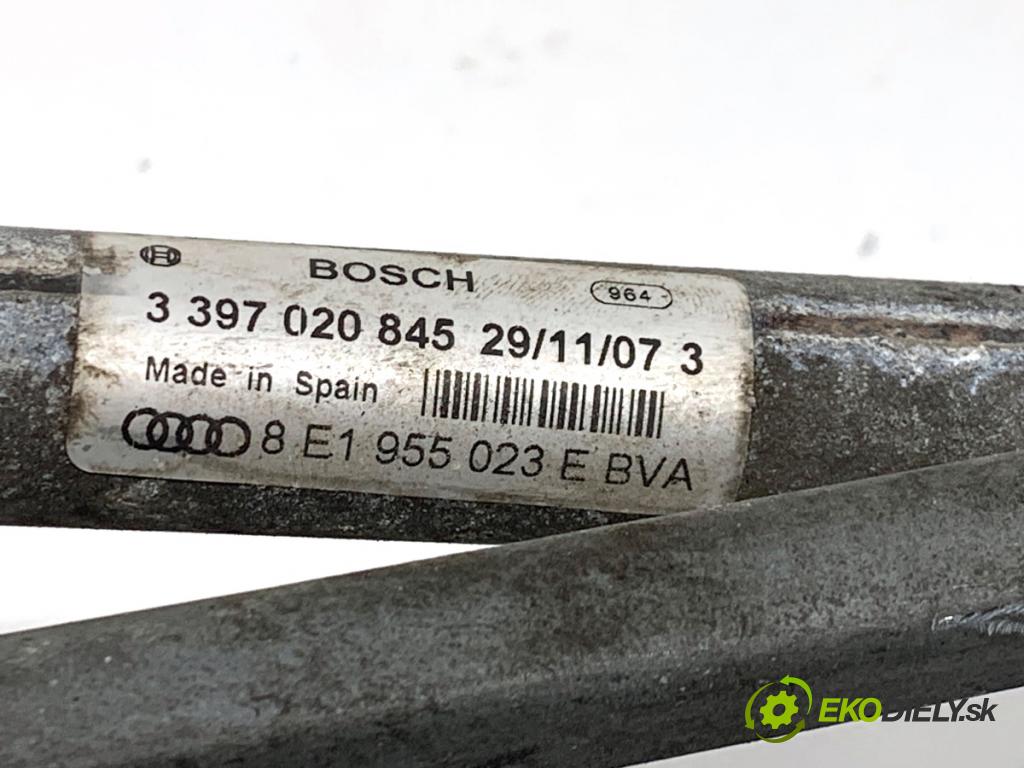 BOSCH
964
3 397 020 845 29/11/07 3
Made in Spain
8 E1 955 023 E BVA
EKODIELY.sk